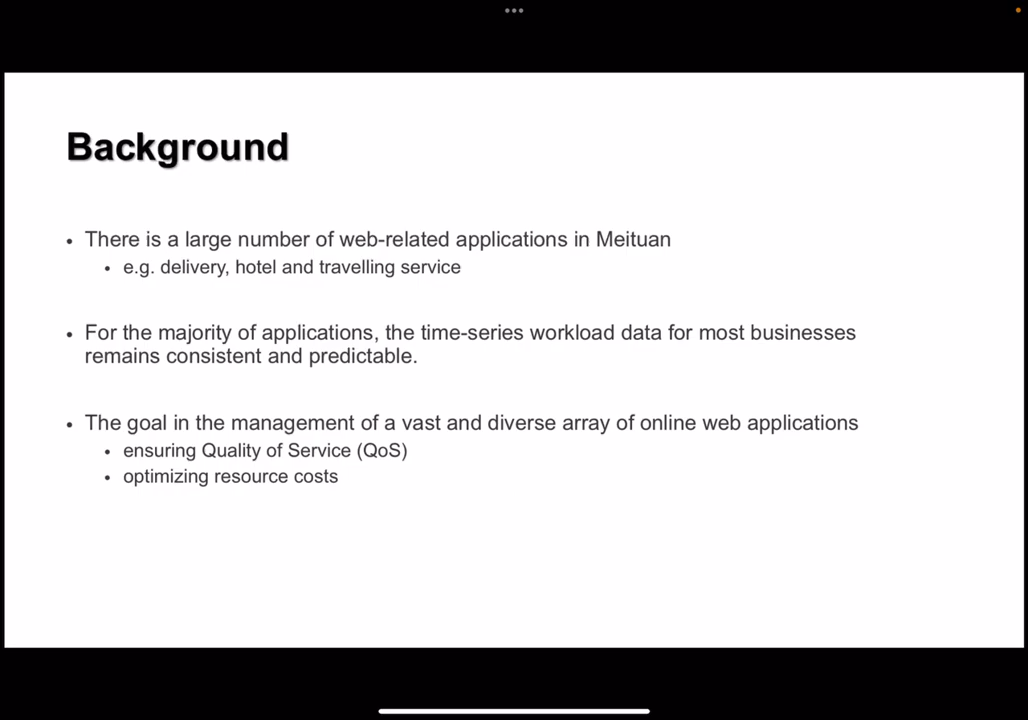 Background
• There is a large number of web-related applications in Meituan
• e.g. delivery, hotel and travelling service
• For the majority of applications, the time-series workload data for most businesses
remains consistent and predictable.
• The goal in the management of a vast and diverse array of online web applications
• ensuring Quality of Service (QoS)
• optimizing resource costs